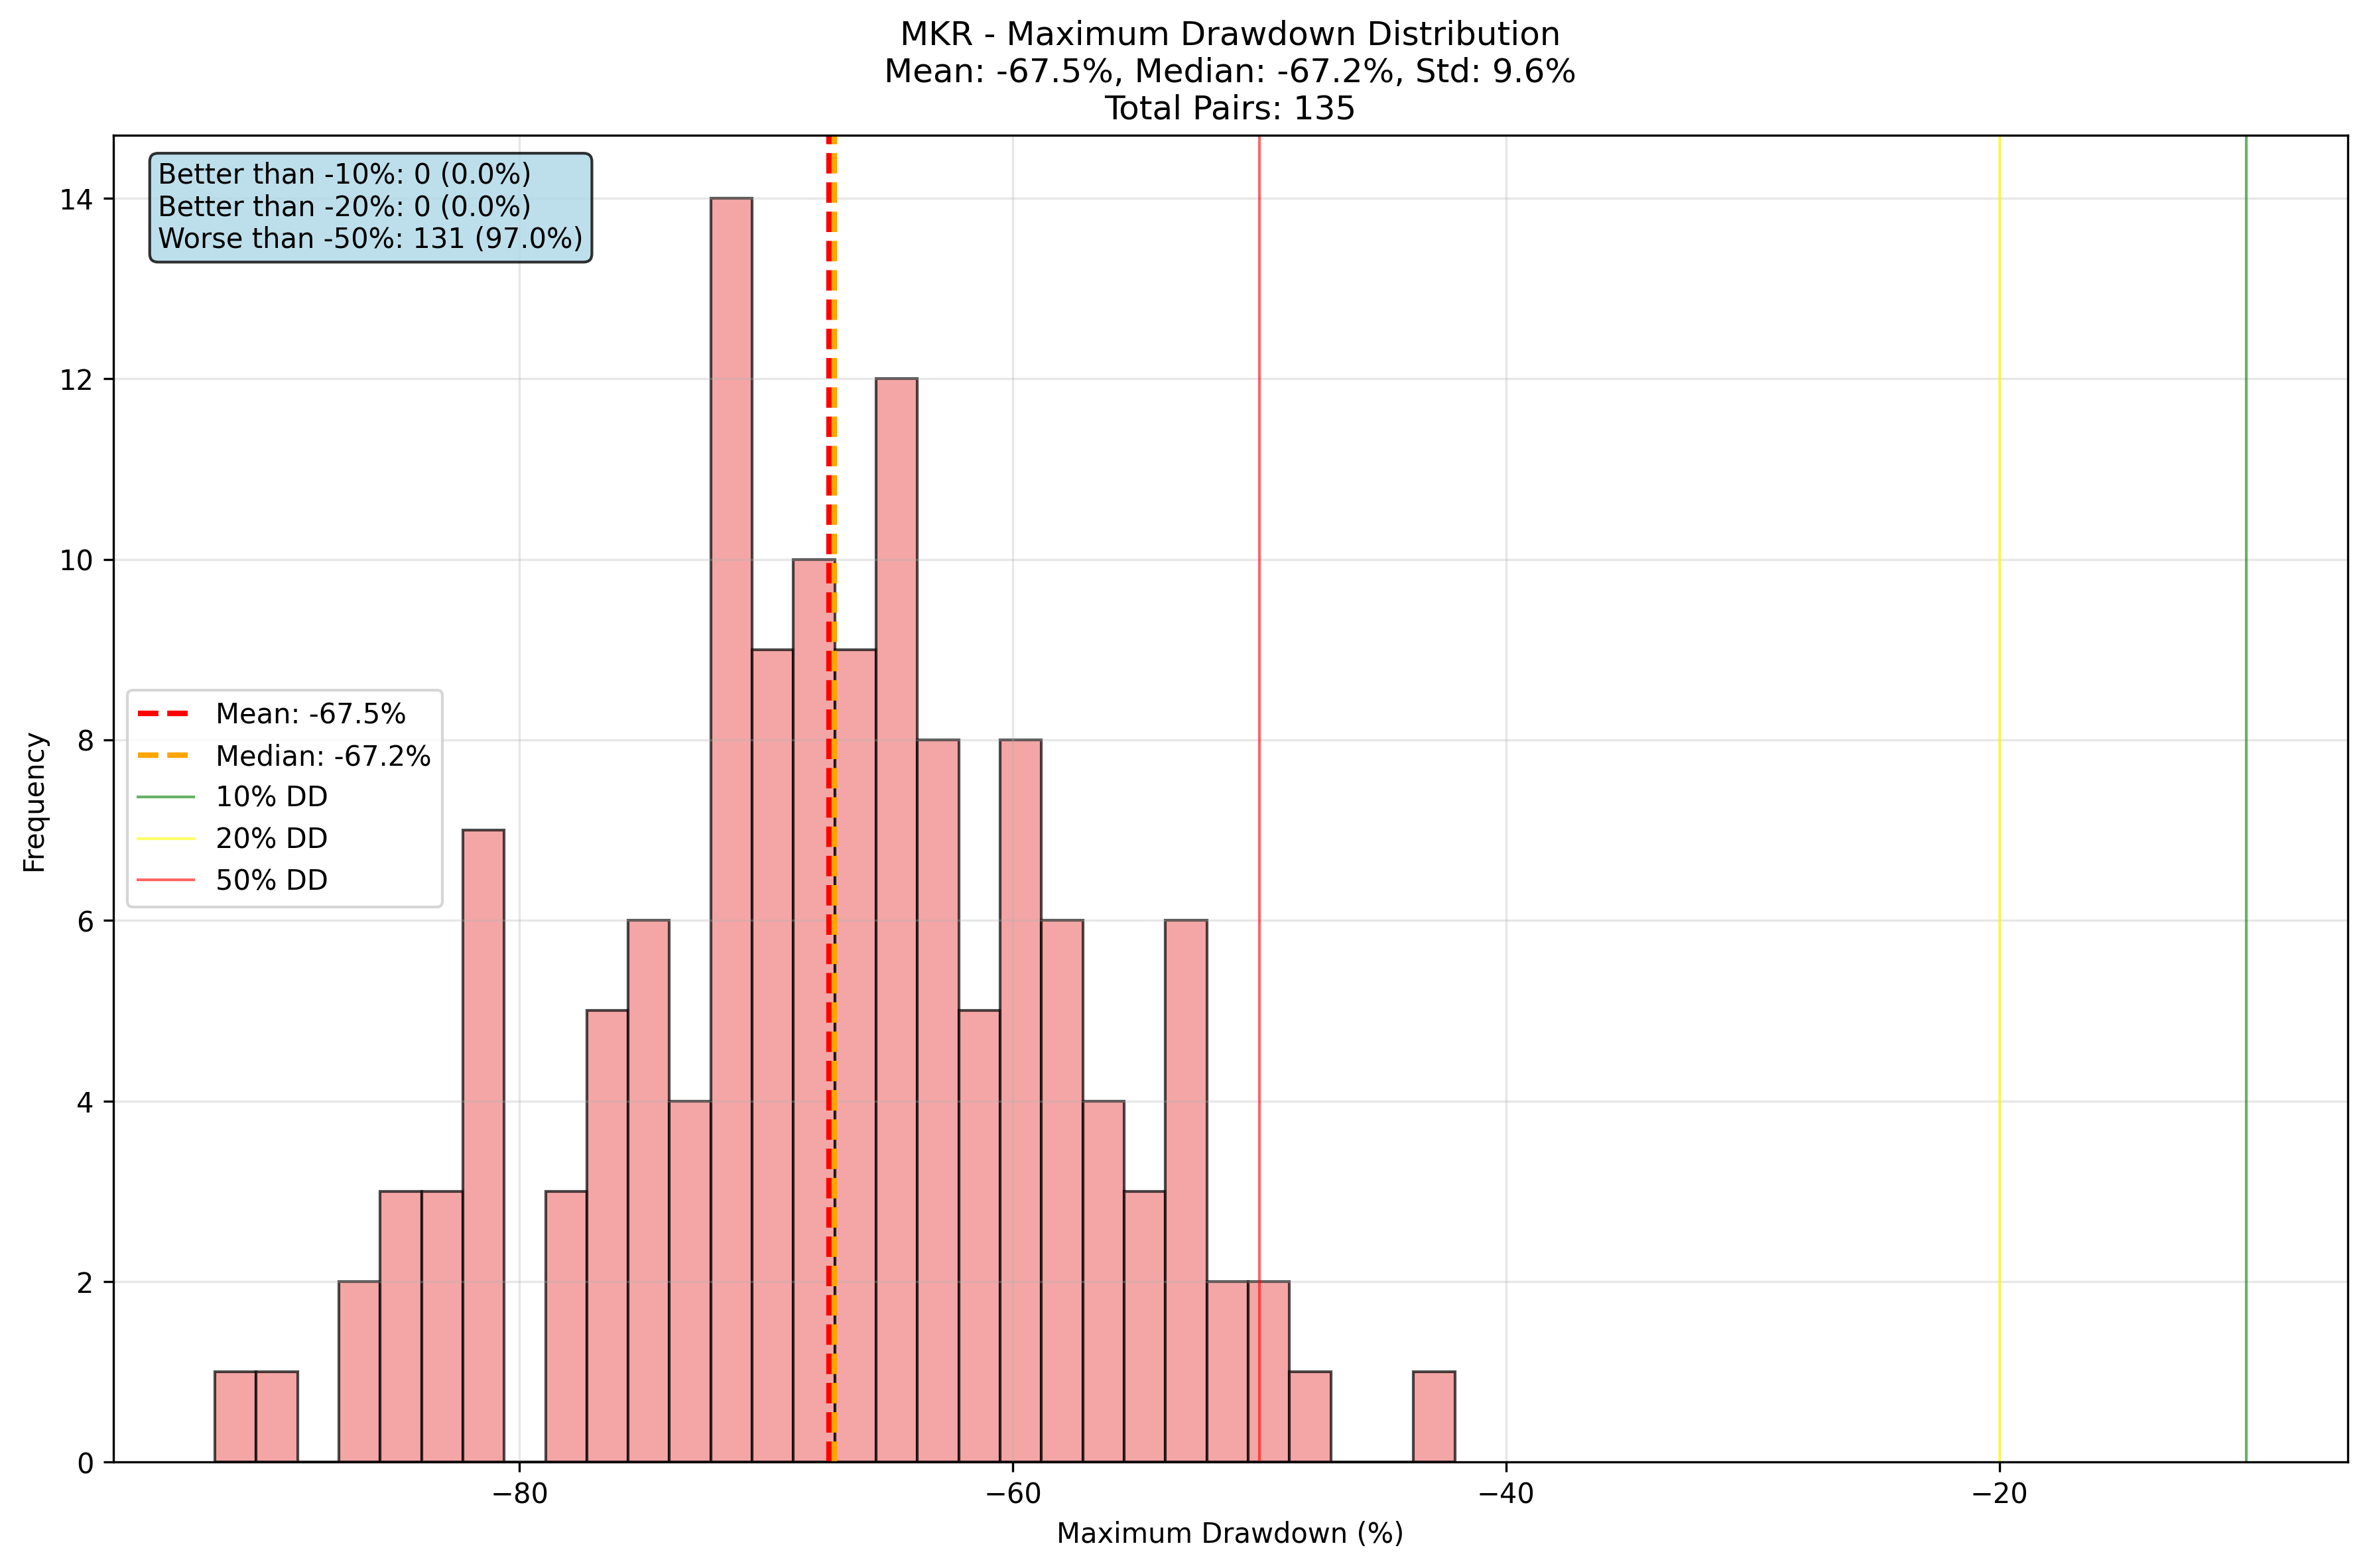 MKR - Maximum Drawdown Distribution
Mean: -67.5%, Median: -67.2%, Std: 9.6%
Total Pairs: 135
Better than -10%: 0 (0.0%)
Better than -20%: 0 (0.0%)
Worse than -50%: 131 (97.0%)
14
12
10
8
6
4
2
0
Frequency
Mean: -67.5%
Median: -67.2%
10% DD
20% DD
50% DD
−80
−60
−40
−20
Maximum Drawdown (%)